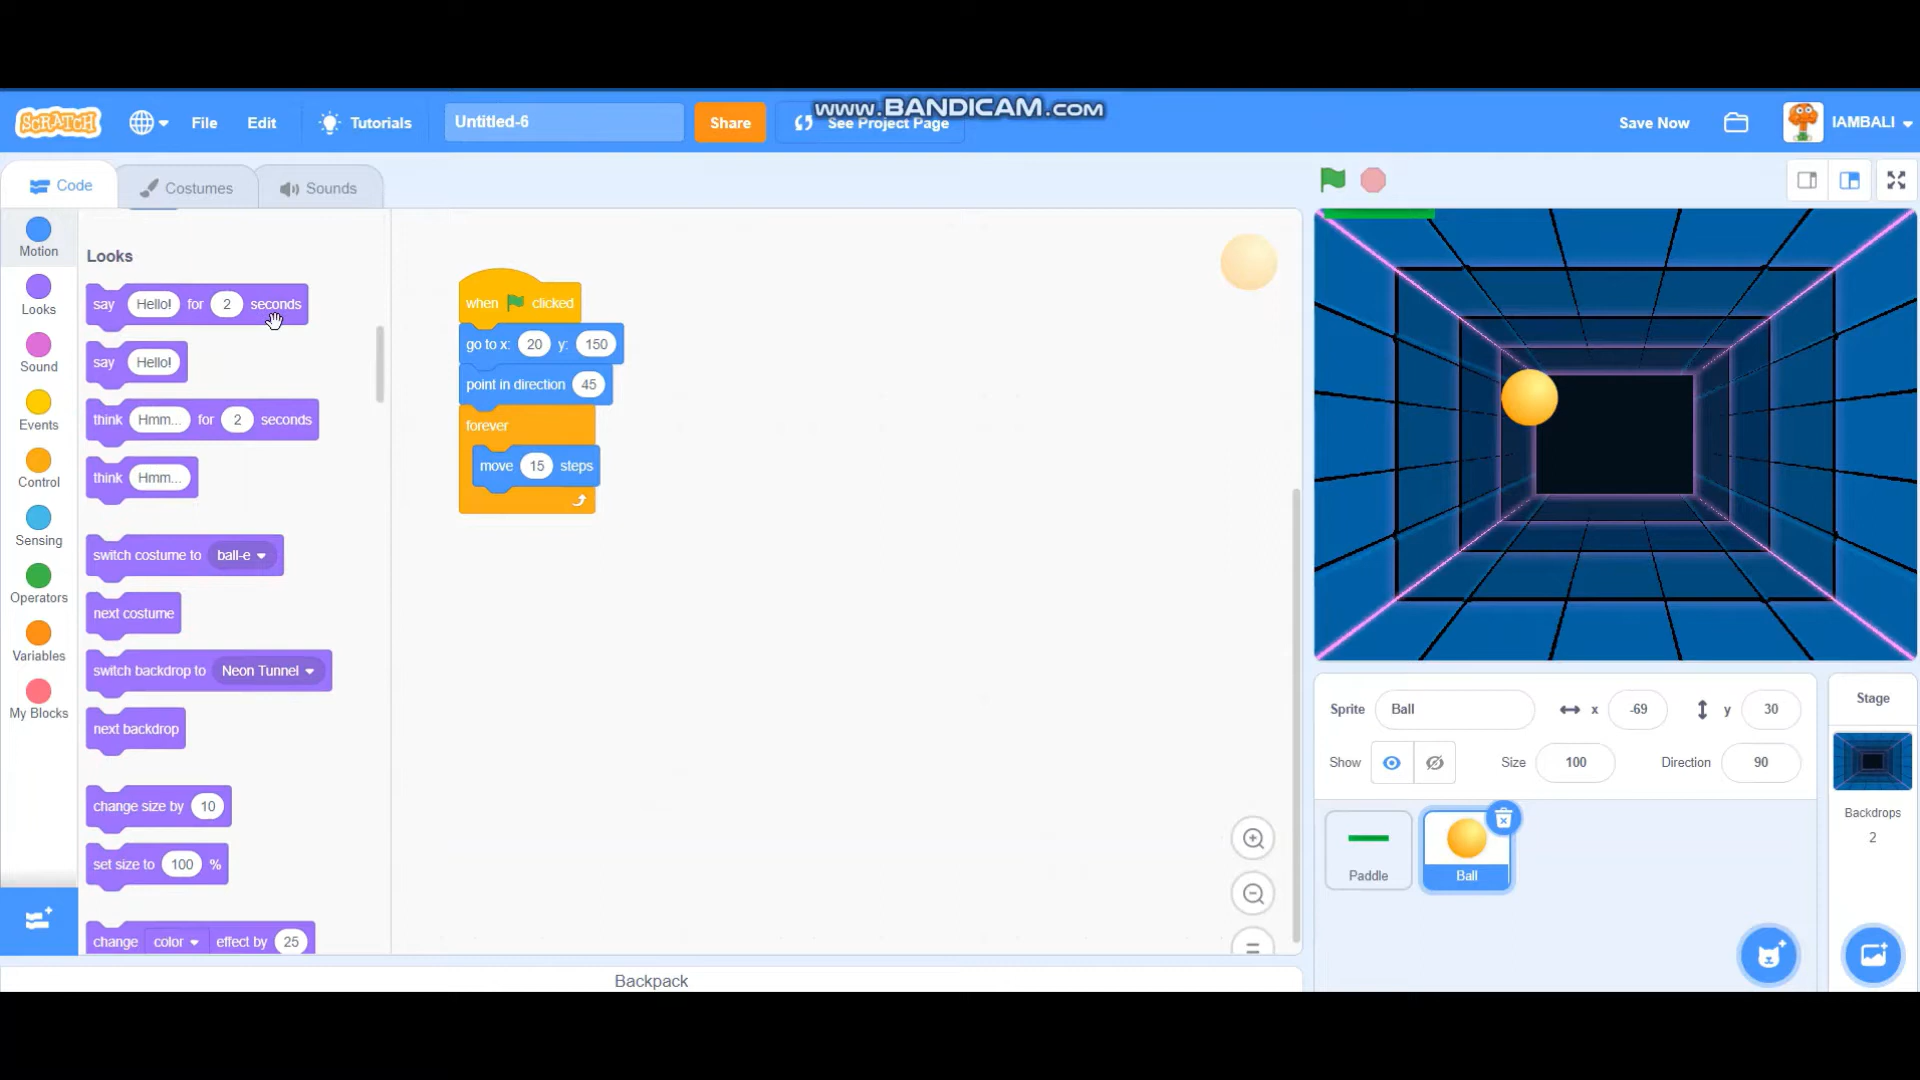 www.BANDICAM.com
SCRATCH File Edit Tutorials Untitled-6 Share See Project Page Save Now IAMBALI
Code Costumes Sounds
Motion
Looks
Sound
Events
Control
Sensing
Operators
Variables
My Blocks
Looks
say Hello! for 2 seconds
say Hello!
think Hmm... for 2 seconds
think Hmm...
switch costume to ball-e
next costume
switch backdrop to Neon Tunnel
next backdrop
change size by 10
set size to 100 %
change color effect by 25
when clicked
go to x: 20 y: 150
point in direction 45
forever
move 15 steps
Backpack
Sprite Ball x -69 y 30
Show Size 100 Direction 90
Paddle
Ball
Stage
Backdrops
2